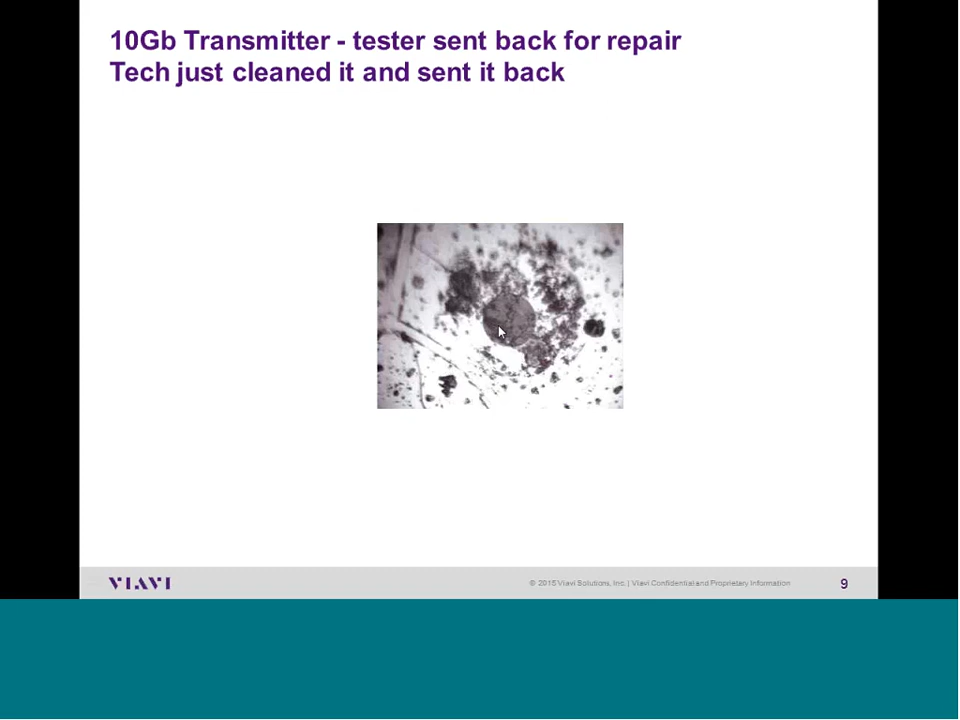 10Gb Transmitter - tester sent back for repair
Tech just cleaned it and sent it back
VIAVI
© 2015 Viavi Solutions, Inc. | Viavi Confidential and Proprietary Information
9